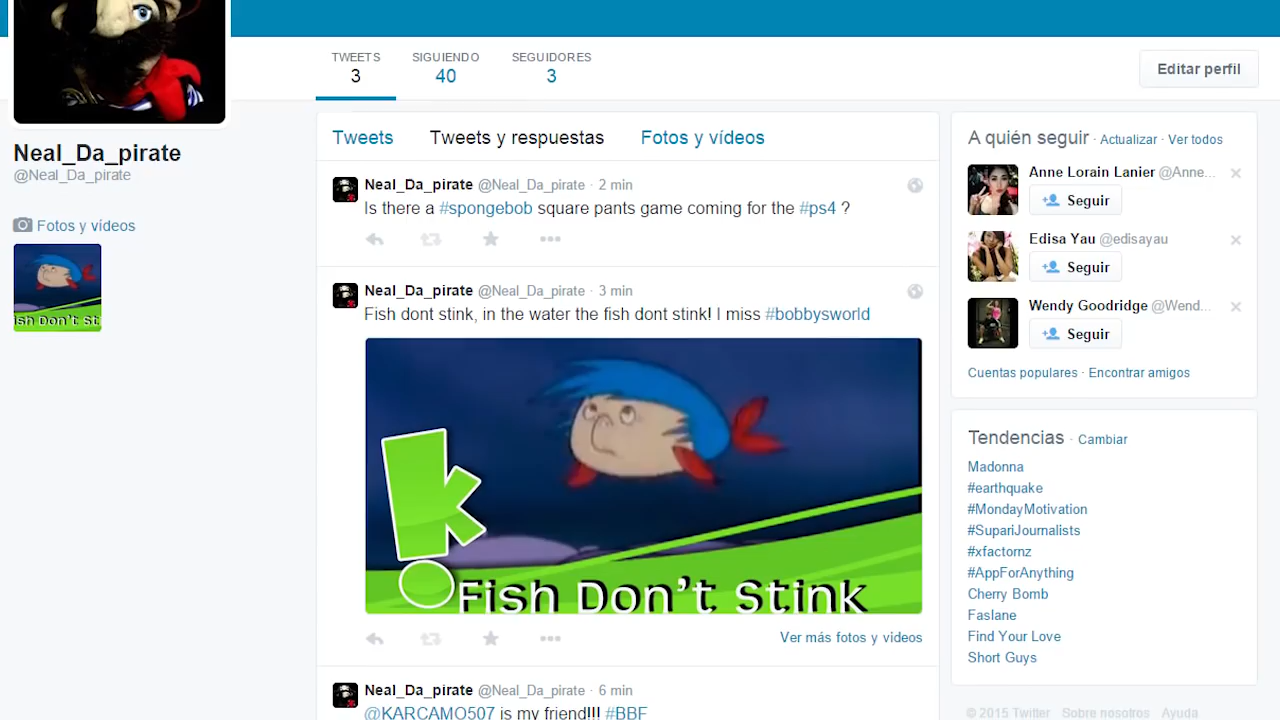 TWEETS
3
SIGUIENDO
40
SEGUIDORES
3
Editar perfil
Neal_Da_pirate
@Neal_Da_pirate
Fotos y vídeos
ish Don't St
Tweets
Tweets y respuestas
Fotos y vídeos
Neal_Da_pirate @Neal_Da_pirate · 2 min
Is there a #spongebob square pants game coming for the #ps4 ?
Neal_Da_pirate @Neal_Da_pirate · 3 min
Fish dont stink, in the water the fish dont stink! I miss #bobbysworld
k
Fish Don't Stink
Ver más fotos y vídeos
Neal_Da_pirate @Neal_Da_pirate · 6 min
@KARCAMO507 is my friend!!! #BBF
A quién seguir · Actualizar · Ver todos
Anne Lorain Lanier @Anne...
Seguir
Edisa Yau @edisayau
Seguir
Wendy Goodridge @Wend...
Seguir
Cuentas populares · Encontrar amigos
Tendencias · Cambiar
Madonna
#earthquake
#MondayMotivation
#SupariJournalists
#xfactornz
#AppForAnything
Cherry Bomb
Faslane
Find Your Love
Short Guys
© 2015 Twitter Sobre nosotros Ayuda